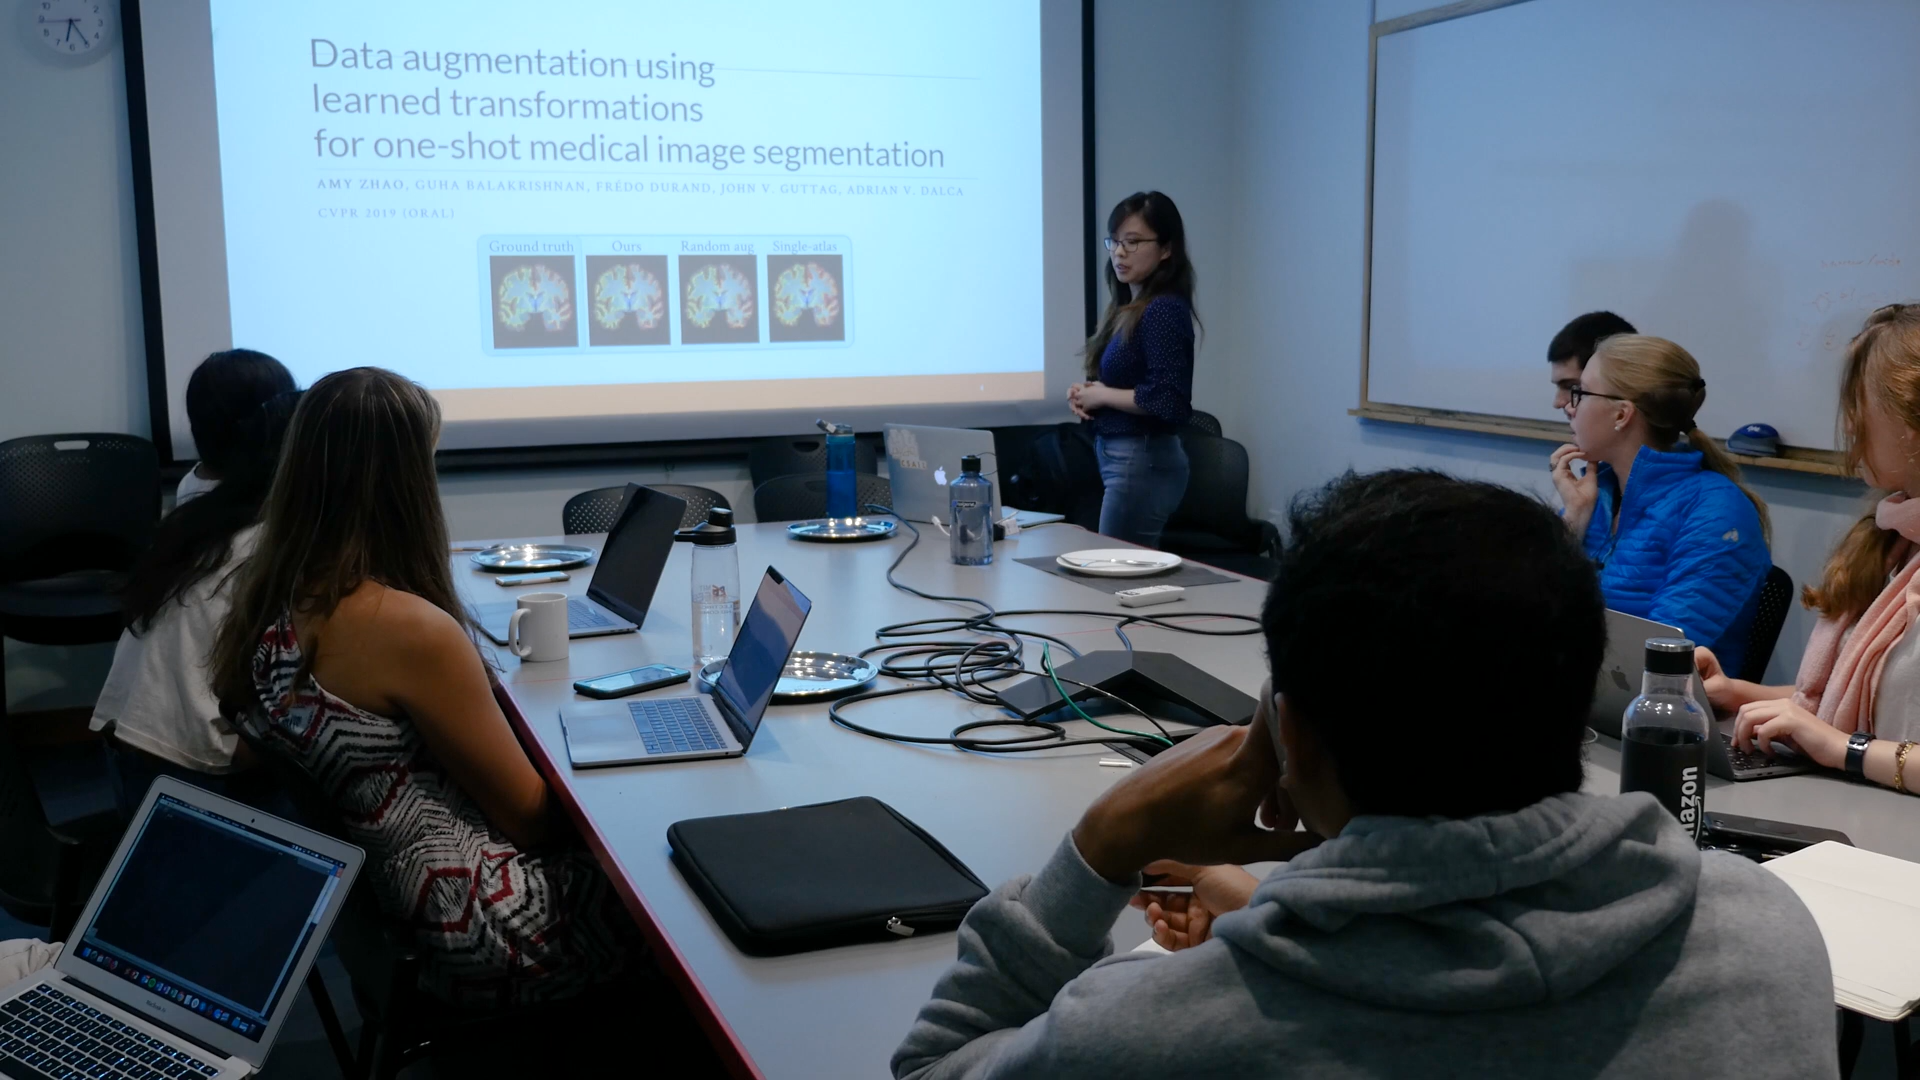 Data augmentation using
learned transformations
for one-shot medical image segmentation
AMY ZHAO, GUHA BALAKRISHNAN, FRÉDO DURAND, JOHN V. GUTTAG, ADRIAN V. DALCA
CVPR 2019 (ORAL)
Ground truth Ours Random aug Single-atlas
mazon